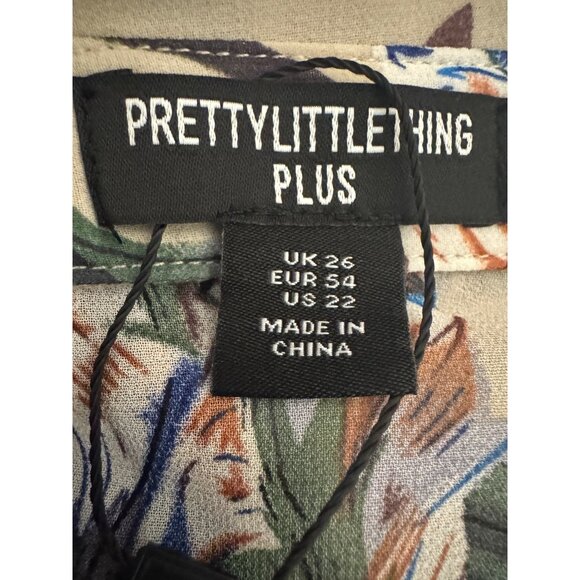 PRETTYLITTLETHING
PLUS
UK 26
EUR 54
US 22
MADE IN
CHINA